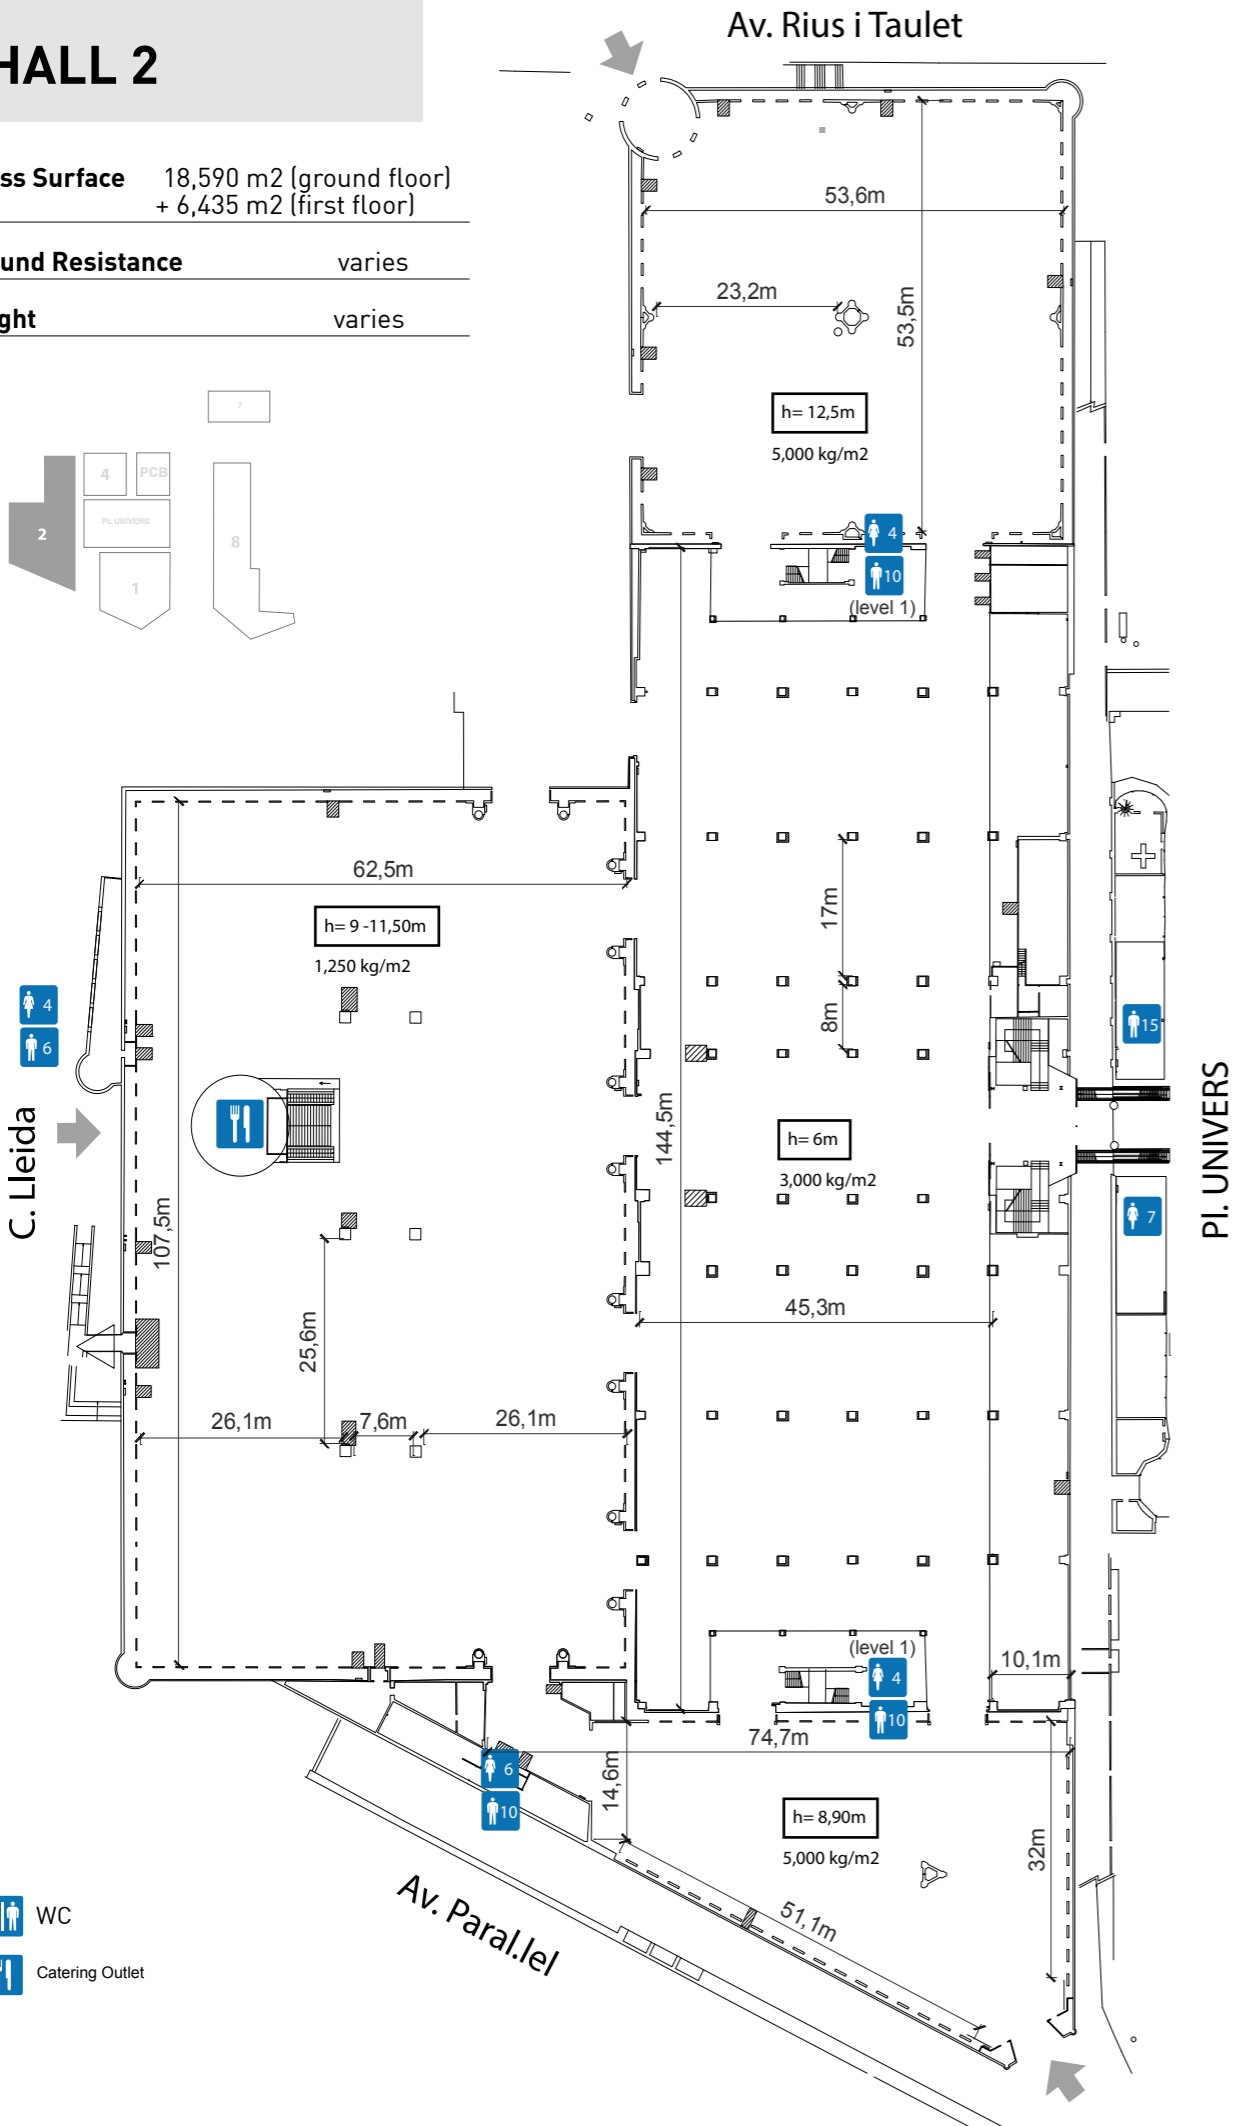 Av. Rius i Taulet
HALL 2
ss Surface 18,590 m2 (ground floor)
+ 6,435 m2 (first floor)
und Resistance varies
ght varies
53,6m
23,2m
53,5m
h= 12,5m
5,000 kg/m2
7
4
PCB
2
PL UNIVERS
8
1
4
10
(level 1)
62,5m
h= 9 -11,50m
1,250 kg/m2
17m
8m
4
6
15
C. Lleida
144,5m
h= 6m
3,000 kg/m2
Pl. UNIVERS
107,5m
7
45,3m
25,6m
26,1m
7,6m
26,1m
(level 1)
4
10
10,1m
74,7m
14,6m
6
10
h= 8,90m
5,000 kg/m2
32m
51,1m
Av. Paral.lel
WC
Catering Outlet